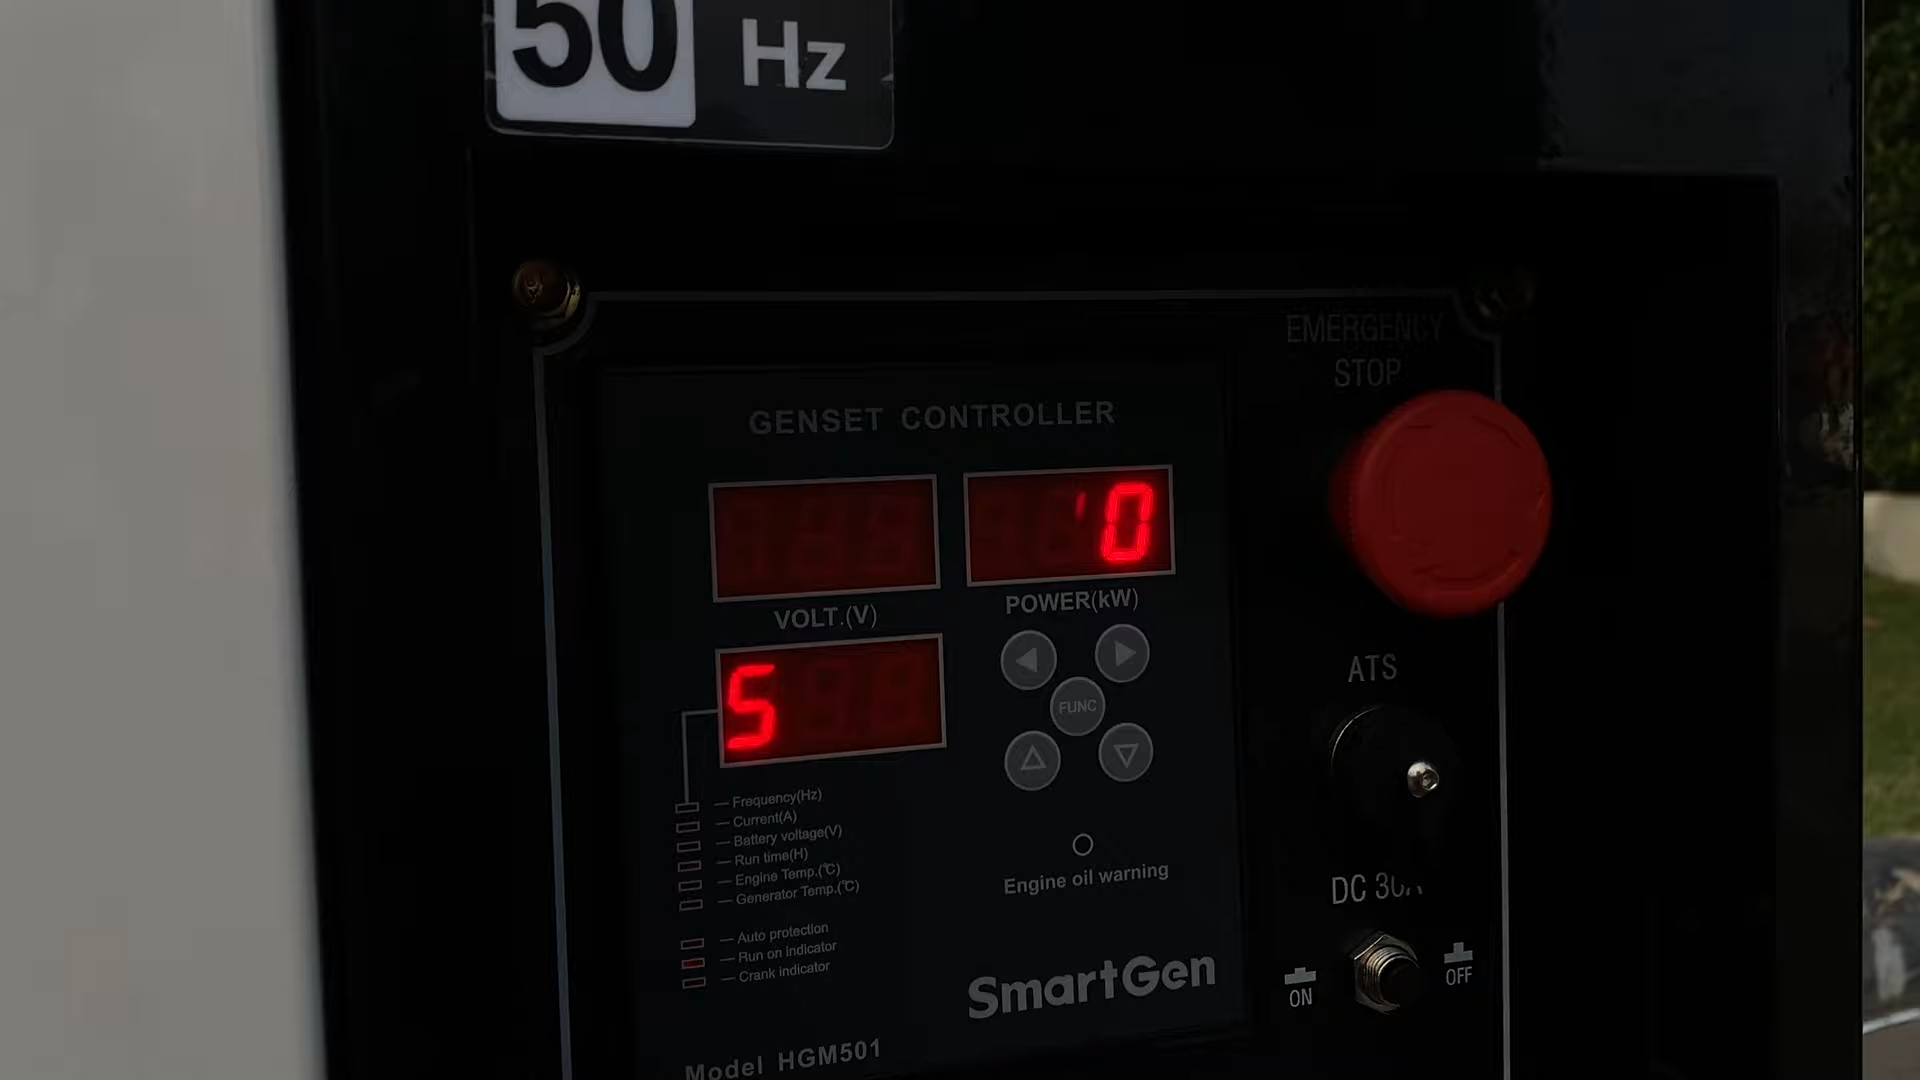 50 Hz
EMERGENCY
STOP
GENSET CONTROLLER
0
VOLT.(V)
POWER(kW)
5
FUNC
ATS
Frequency(Hz)
Current(A)
Battery voltage(V)
Run time(H)
Engine Temp.(℃)
Generator Temp.(℃)
Engine oil warning
DC 30A
Auto protection
Run on indicator
Crank indicator
SmartGen
ON
OFF
Model HGM501